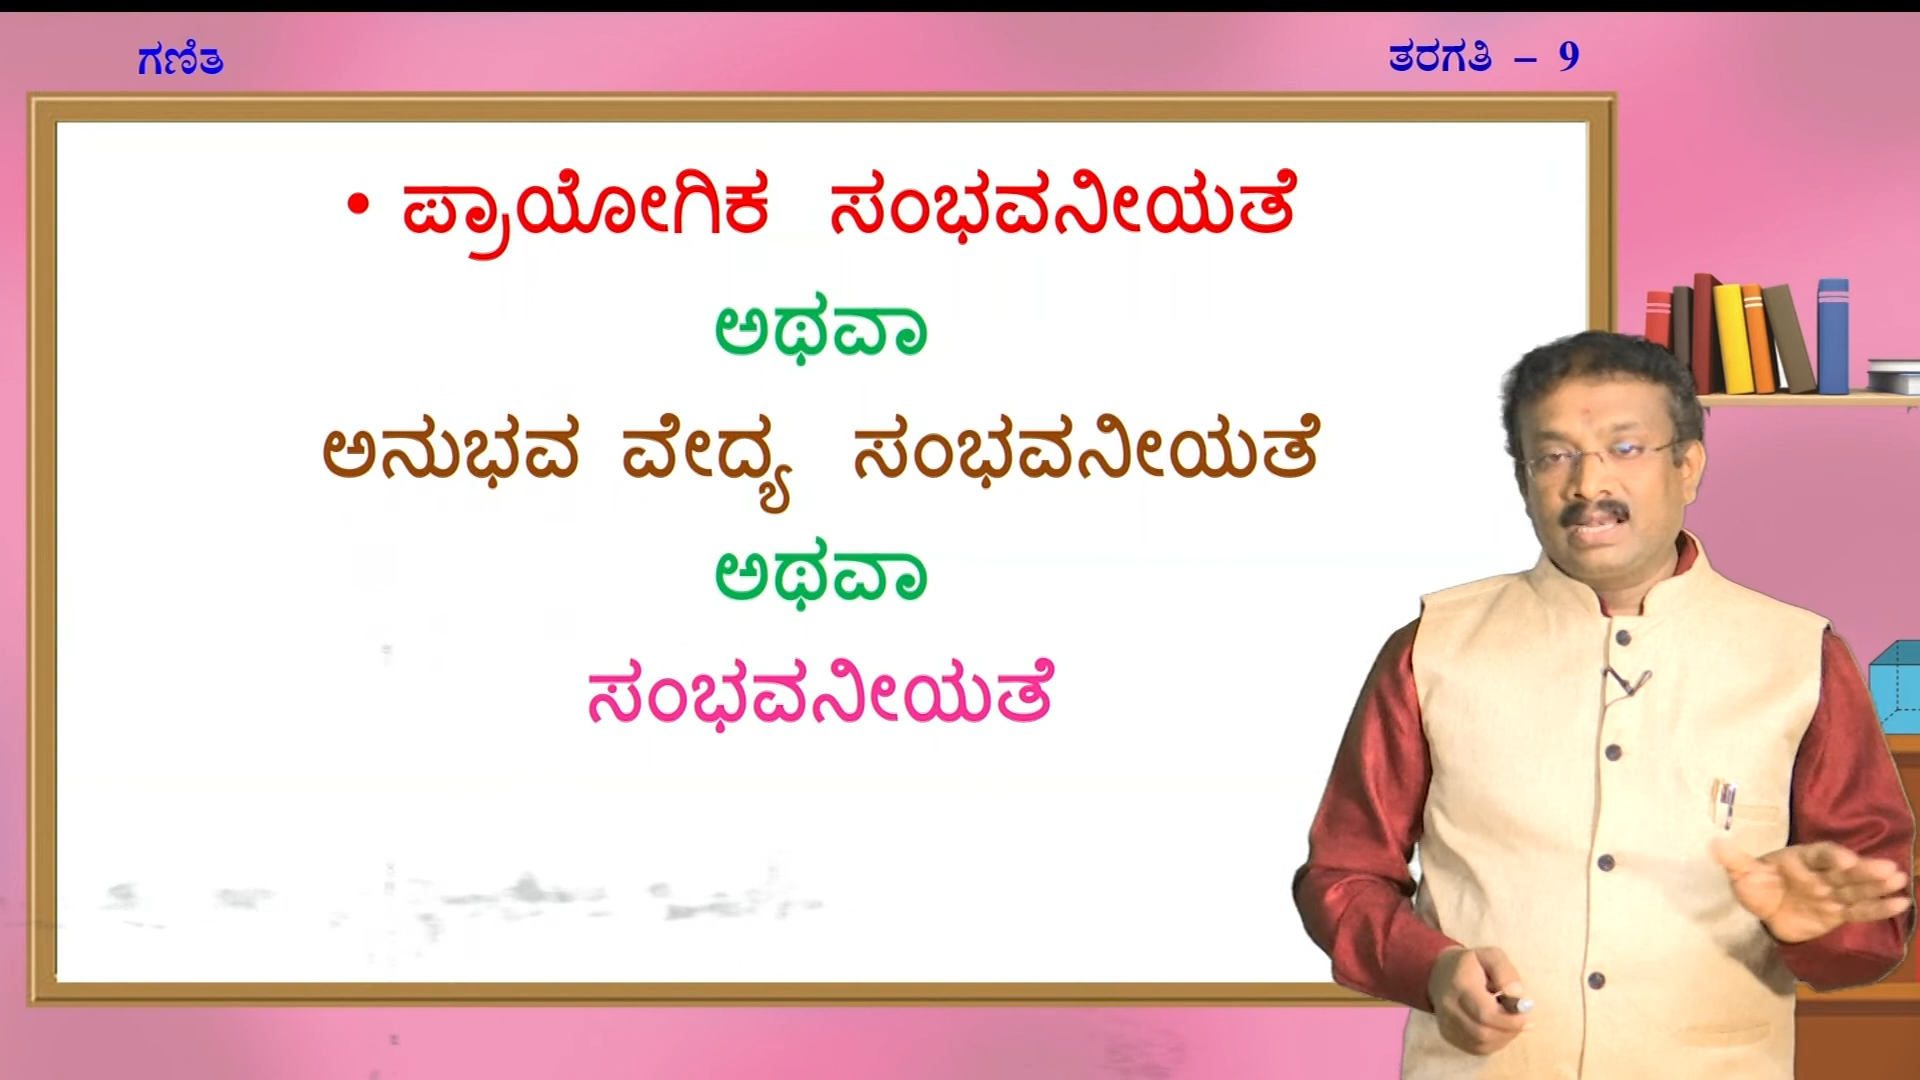 ಗಣಿತ
ತರಗತಿ – 9
• ಪ್ರಾಯೋಗಿಕ ಸಂಭವನೀಯತೆ
ಅಥವಾ
ಅನುಭವ ವೇದ್ಯ ಸಂಭವನೀಯತೆ
ಅಥವಾ
ಸಂಭವನೀಯತೆ